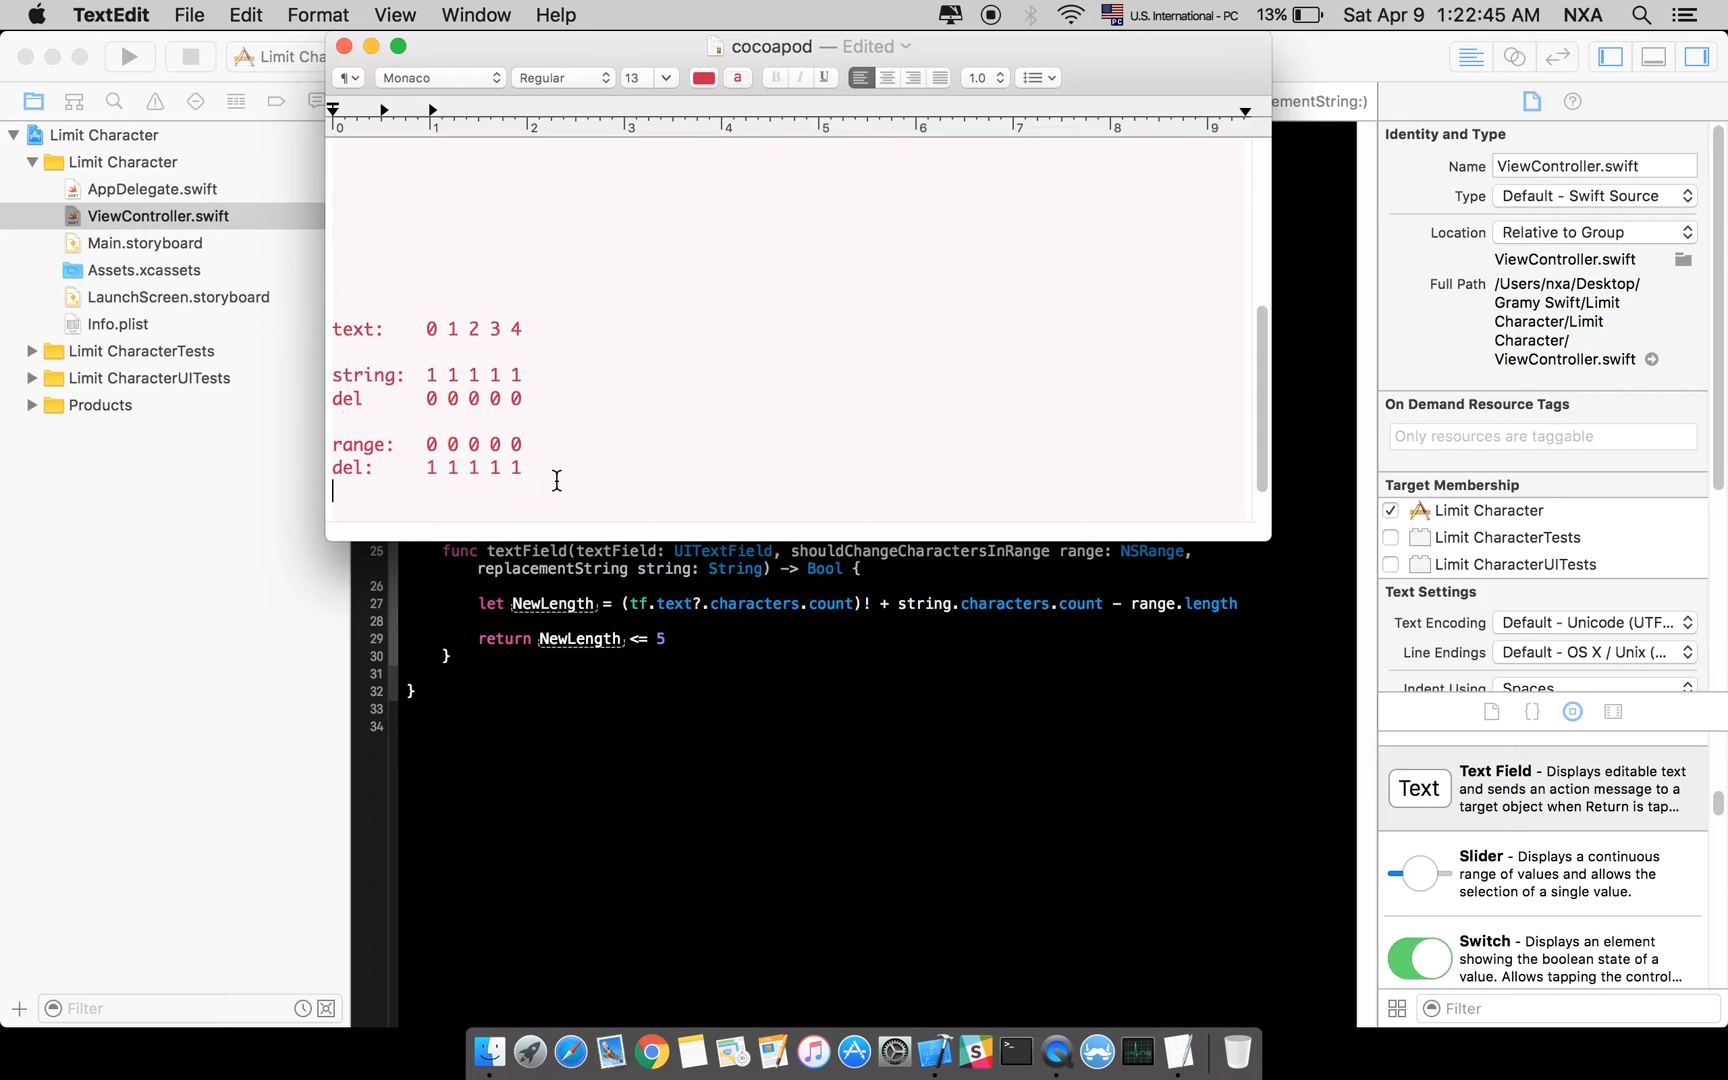 TextEdit File Edit Format View Window Help
U.S. International - PC 13% Sat Apr 9 1:22:45 AM NXA
Limit Cha
cocoapod — Edited
ementString:)
¶ Monaco Regular 13 a B I U 1.0
0 1 2 3 4 5 6 7 8 9
Limit Character
Limit Character
AppDelegate.swift
ViewController.swift
Main.storyboard
Assets.xcassets
LaunchScreen.storyboard
Info.plist
Limit CharacterTests
Limit CharacterUITests
Products
Filter
text: 0 1 2 3 4
string: 1 1 1 1 1
del 0 0 0 0 0
range: 0 0 0 0 0
del: 1 1 1 1 1
25 func textField(textField: UITextField, shouldChangeCharactersInRange range: NSRange,
replacementString string: String) -> Bool {
26
27 let NewLength = (tf.text?.characters.count)! + string.characters.count - range.length
28
29 return NewLength <= 5
30 }
31
32 }
33
34
Identity and Type
Name ViewController.swift
Type Default - Swift Source
Location Relative to Group
ViewController.swift
Full Path /Users/nxa/Desktop/
Gramy Swift/Limit
Character/Limit
Character/
ViewController.swift
On Demand Resource Tags
Only resources are taggable
Target Membership
Limit Character
Limit CharacterTests
Limit CharacterUITests
Text Settings
Text Encoding Default - Unicode (UTF...
Line Endings Default - OS X / Unix (...
Indent Using Spaces
{}
Text
Text Field - Displays editable text
and sends an action message to a
target object when Return is tap...
Slider - Displays a continuous
range of values and allows the
selection of a single value.
Switch - Displays an element
showing the boolean state of a
value. Allows tapping the control...
Filter